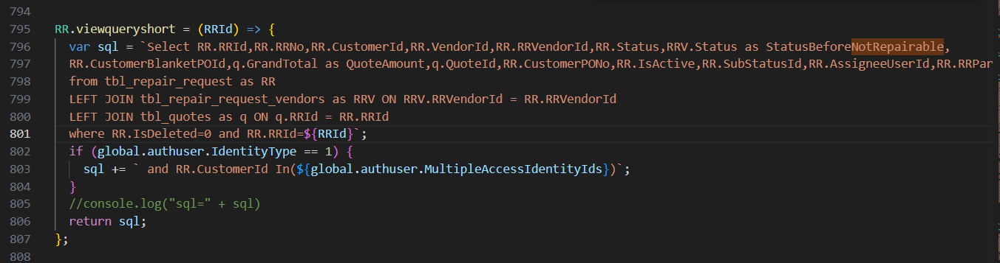 794
795 RR.viewqueryshort = (RRId) => {
796 var sql = `Select RR.RRId,RR.RRNo,RR.CustomerId,RR.VendorId,RR.RRVendorId,RR.Status,RRV.Status as StatusBeforeNotRepairable,
797 RR.CustomerBlanketPOId,q.GrandTotal as QuoteAmount,q.QuoteId,RR.CustomerPONo,RR.IsActive,RR.SubStatusId,RR.AssigneeUserId,RR.RRPar
798 from tbl_repair_request as RR
799 LEFT JOIN tbl_repair_request_vendors as RRV ON RRV.RRVendorId = RR.RRVendorId
800 LEFT JOIN tbl_quotes as q ON q.RRId = RR.RRId
801 where RR.IsDeleted=0 and RR.RRId=${RRId}`;
802 if (global.authuser.IdentityType == 1) {
803 sql += ` and RR.CustomerId In(${global.authuser.MultipleAccessIdentityIds})`;
804 }
805 //console.log("sql=" + sql)
806 return sql;
807 };
808